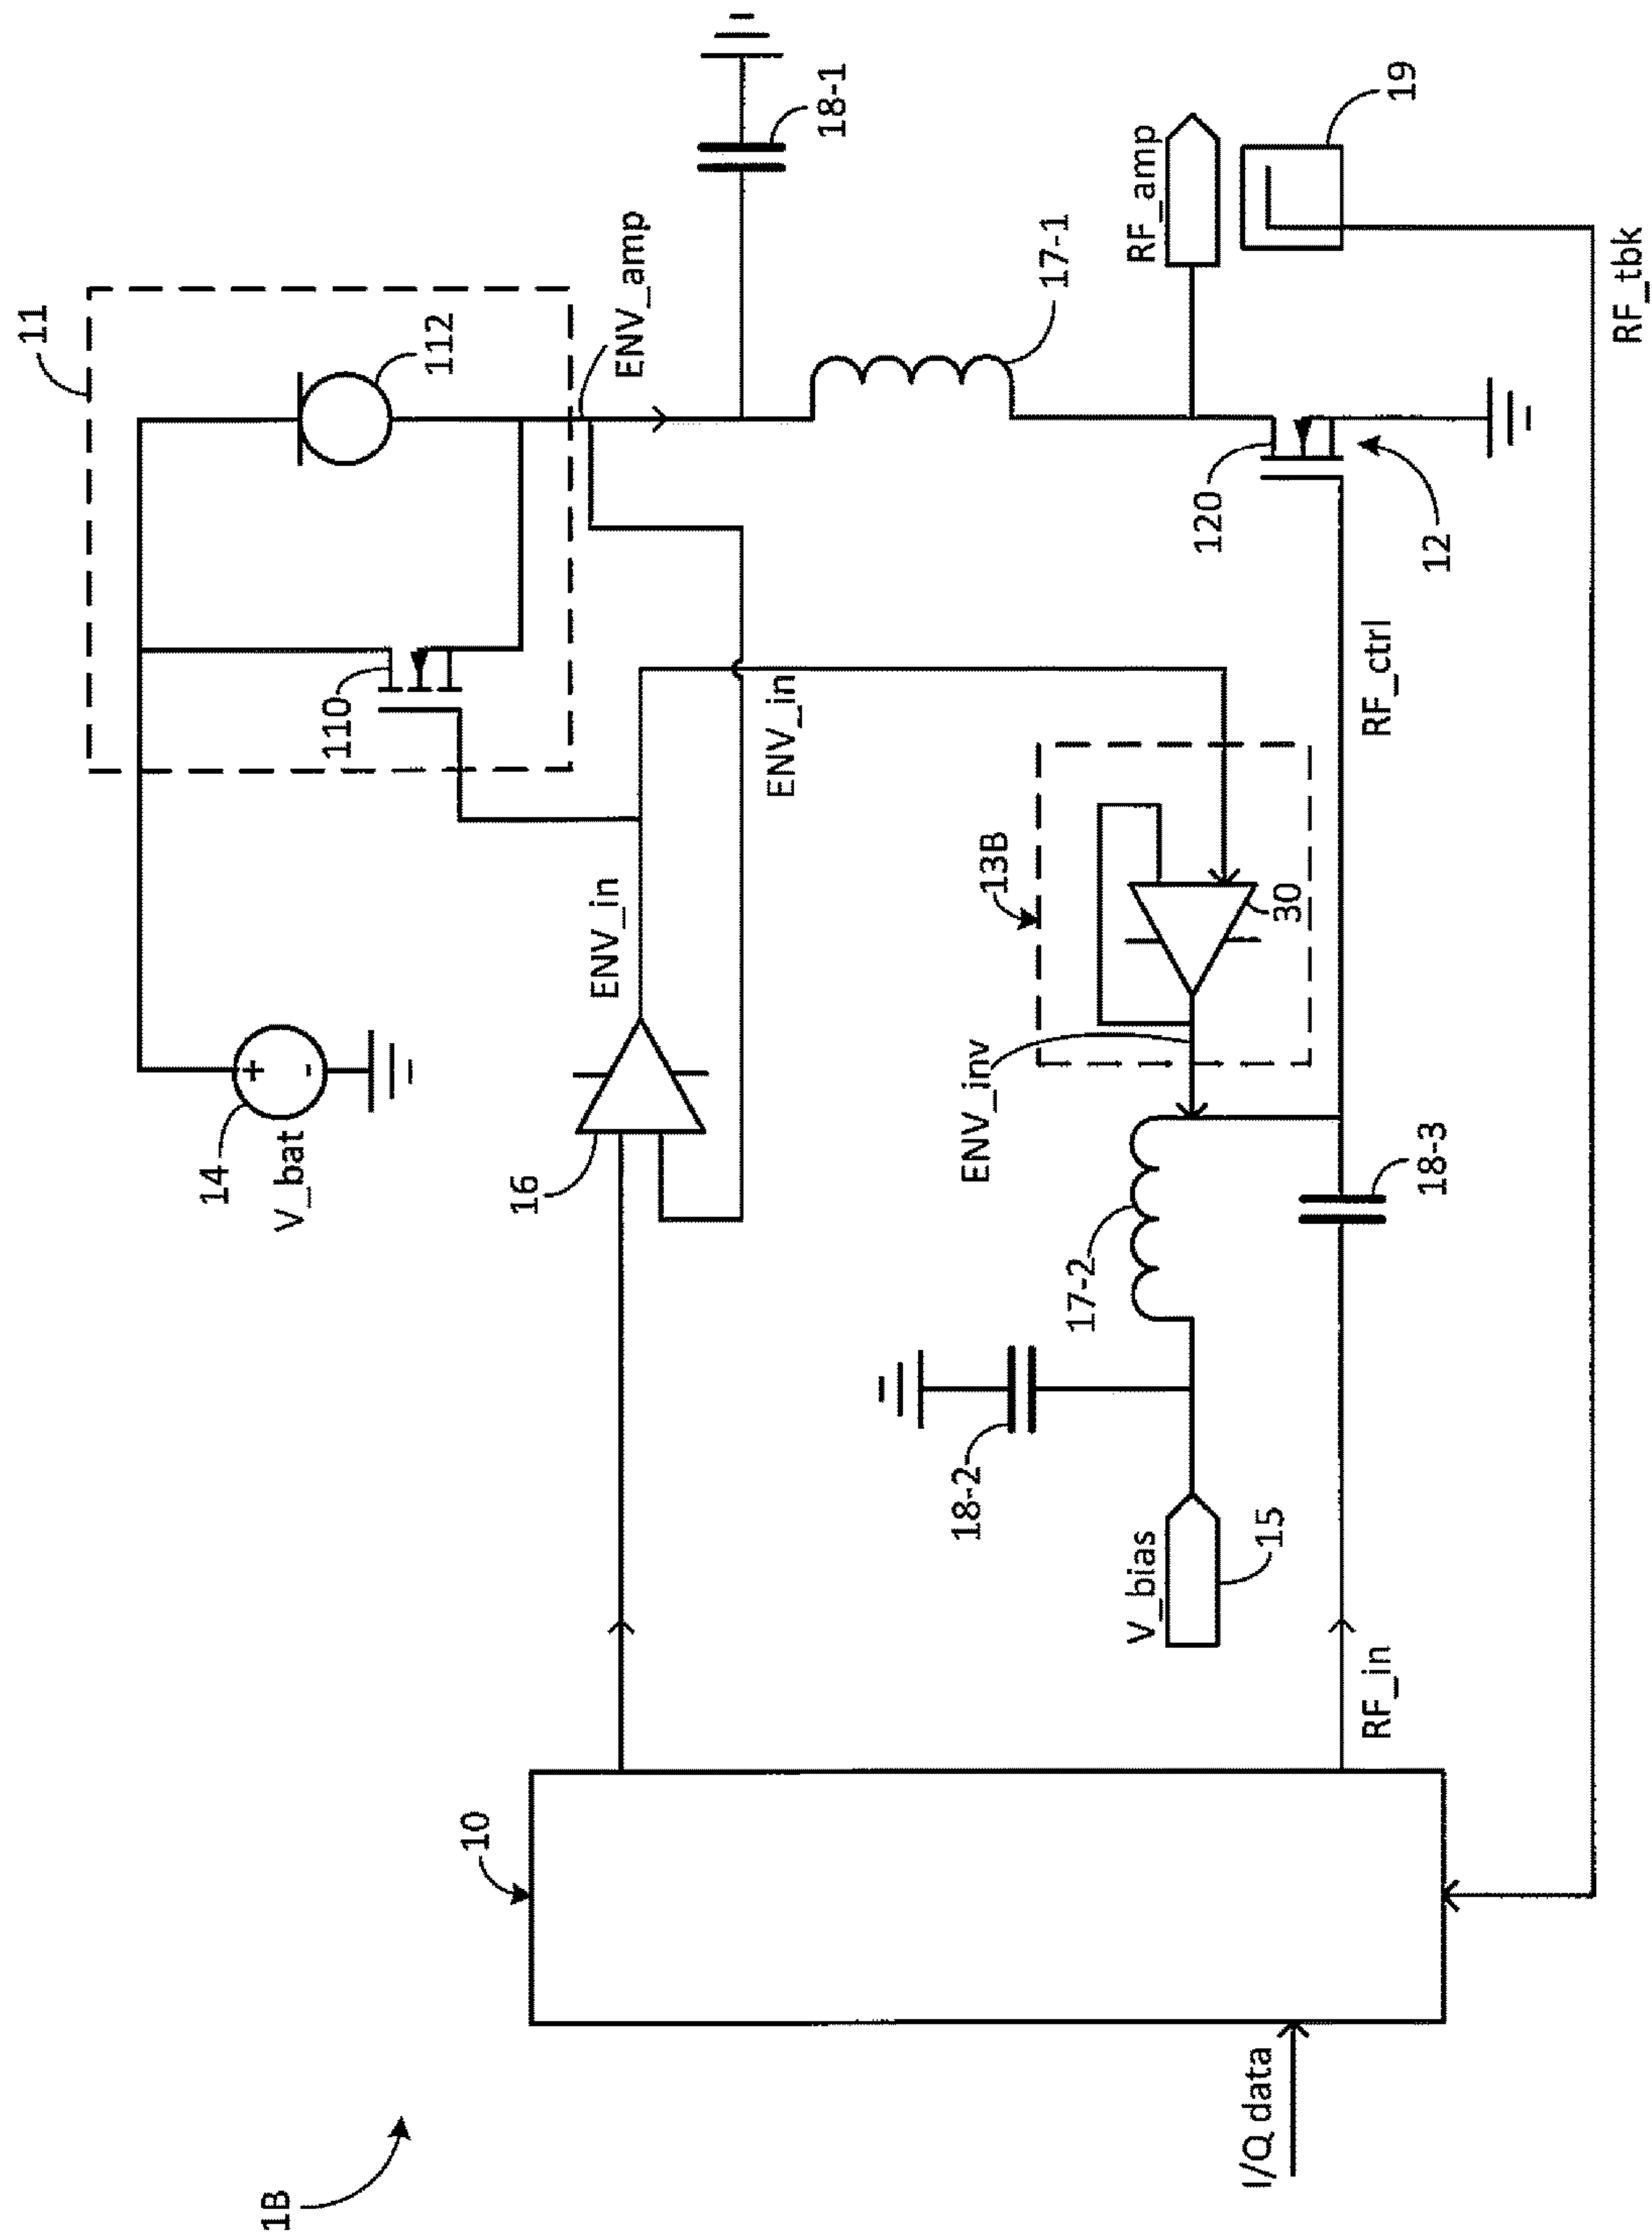 1B
I/Q data
10
RF_in
V_bias
15
18-2
17-2
18-3
ENV_inv
13B
30
16
ENV_in
ENV_in
14
V_bat
11
110
112
ENV_amp
18-1
17-1
RF_amp
19
120
12
RF_ctrl
RF_tbk
+
-